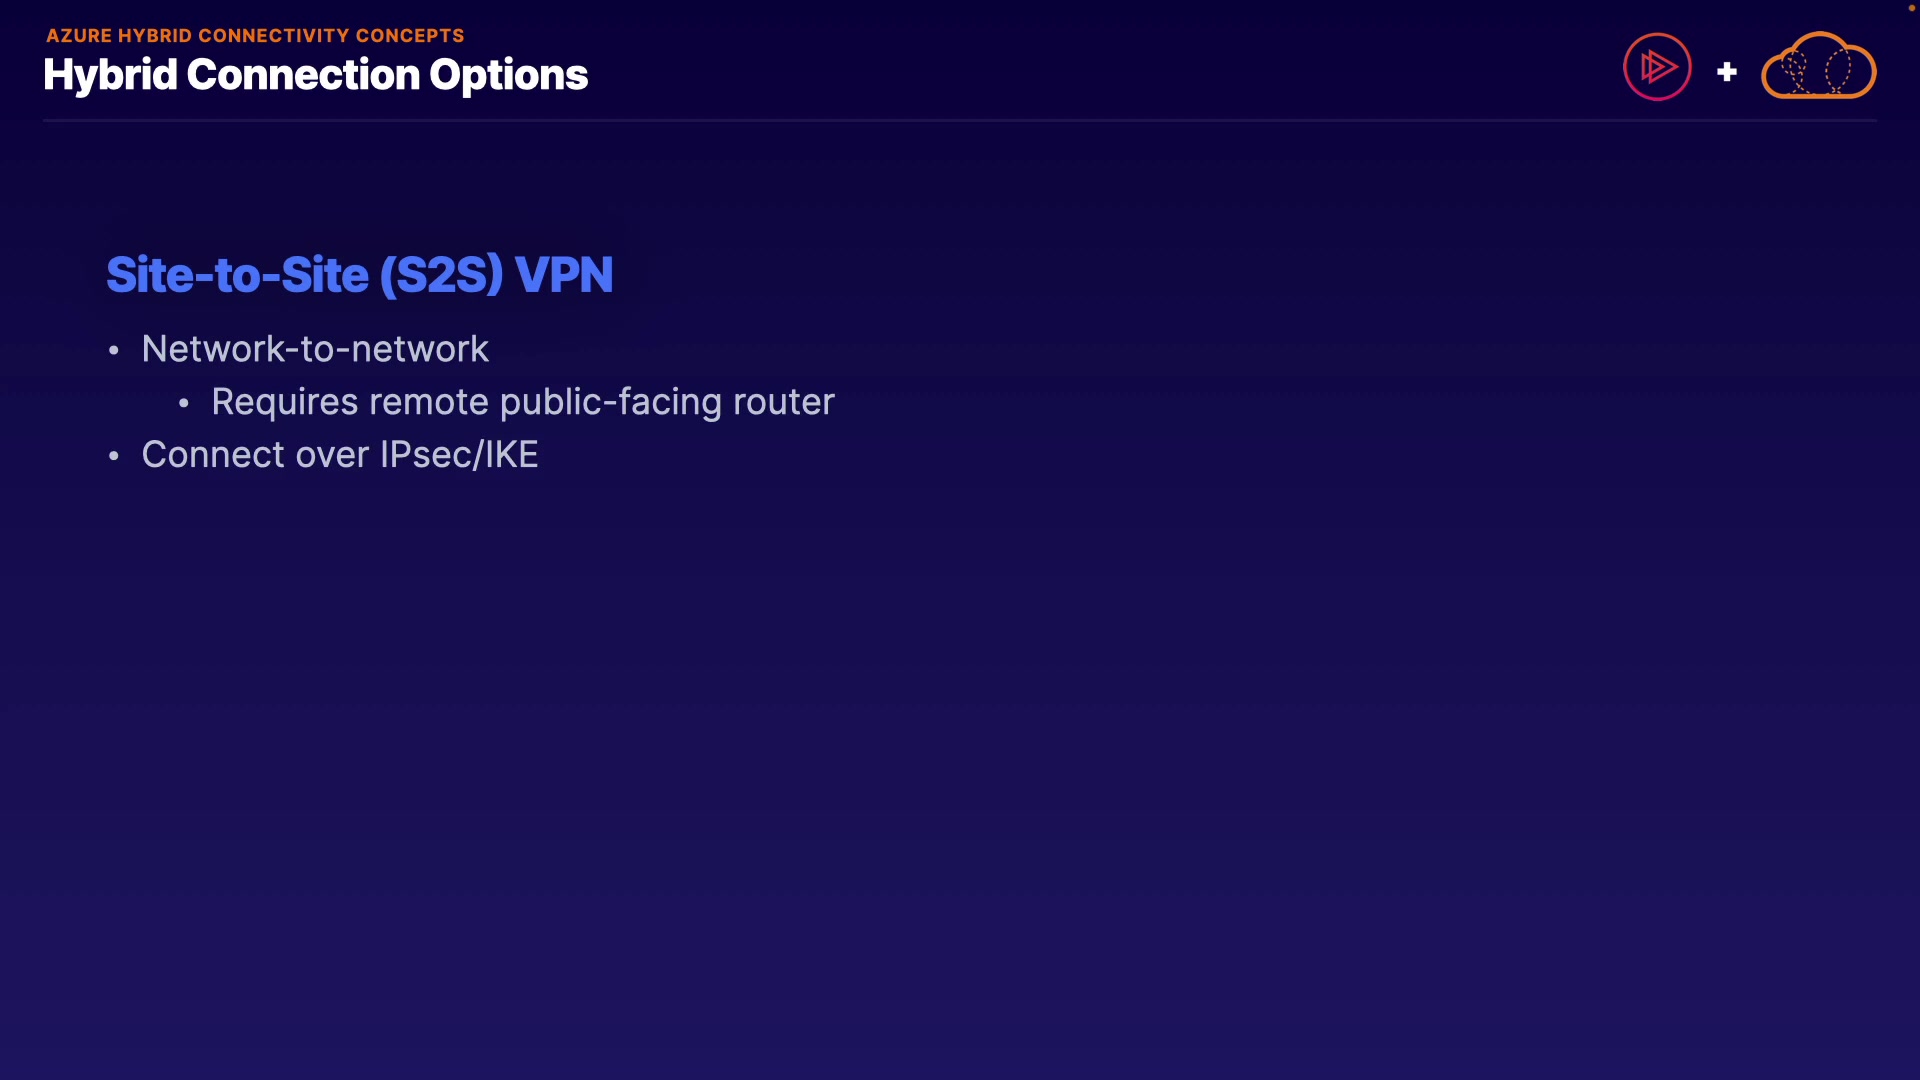 AZURE HYBRID CONNECTIVITY CONCEPTS
Hybrid Connection Options
+
Site-to-Site (S2S) VPN
• Network-to-network
• Requires remote public-facing router
• Connect over IPsec/IKE